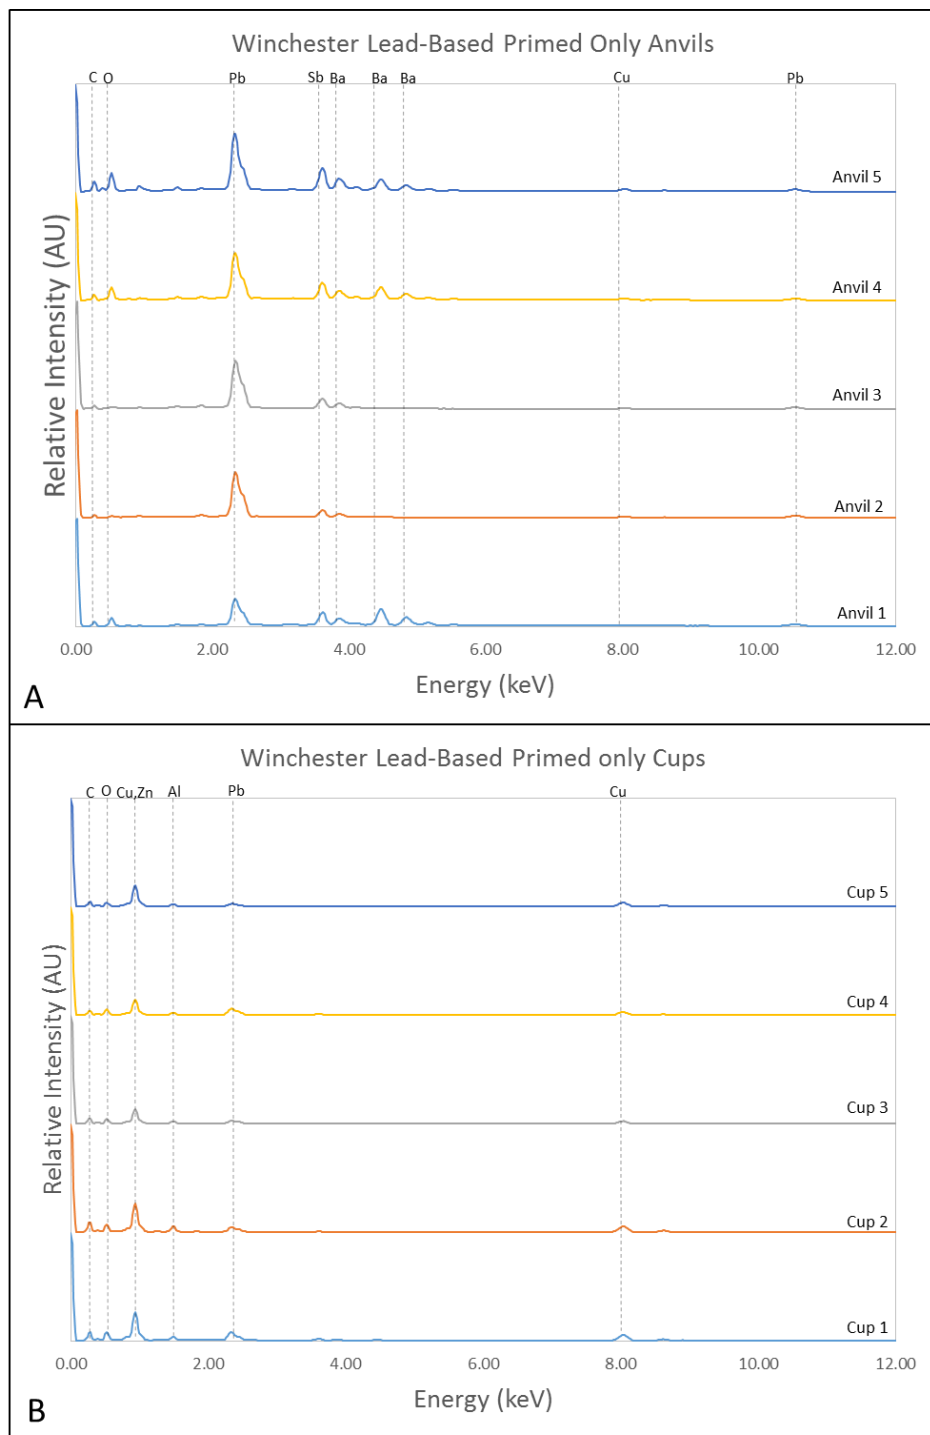 Winchester Lead-Based Primed Only Anvils
C O Pb Sb Ba Ba Ba Cu Pb
Relative Intensity (AU)
Anvil 5
Anvil 4
Anvil 3
Anvil 2
Anvil 1
0.00 2.00 4.00 6.00 8.00 10.00 12.00
Energy (keV)
A
Winchester Lead-Based Primed only Cups
C O Cu,Zn Al Pb Cu
Relative Intensity (AU)
Cup 5
Cup 4
Cup 3
Cup 2
Cup 1
0.00 2.00 4.00 6.00 8.00 10.00 12.00
Energy (keV)
B